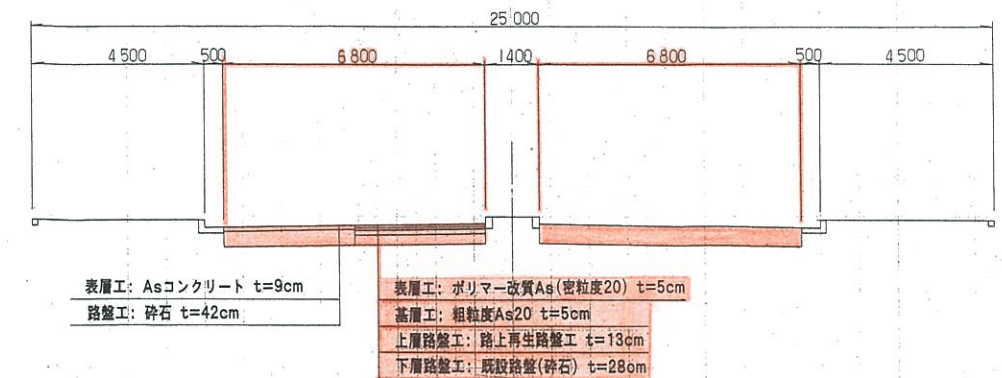 25 000
4 500 500 6 800 1400 6 800 500 4 500
表層工: Asコンクリート t=9cm
路盤工: 砕石 t=42cm
表層工: ポリマー改質As(密粒度20) t=5cm
基層工: 粗粒度As20 t=5cm
上層路盤工: 路上再生路盤工 t=13cm
下層路盤工: 既設路盤(砕石) t=28cm